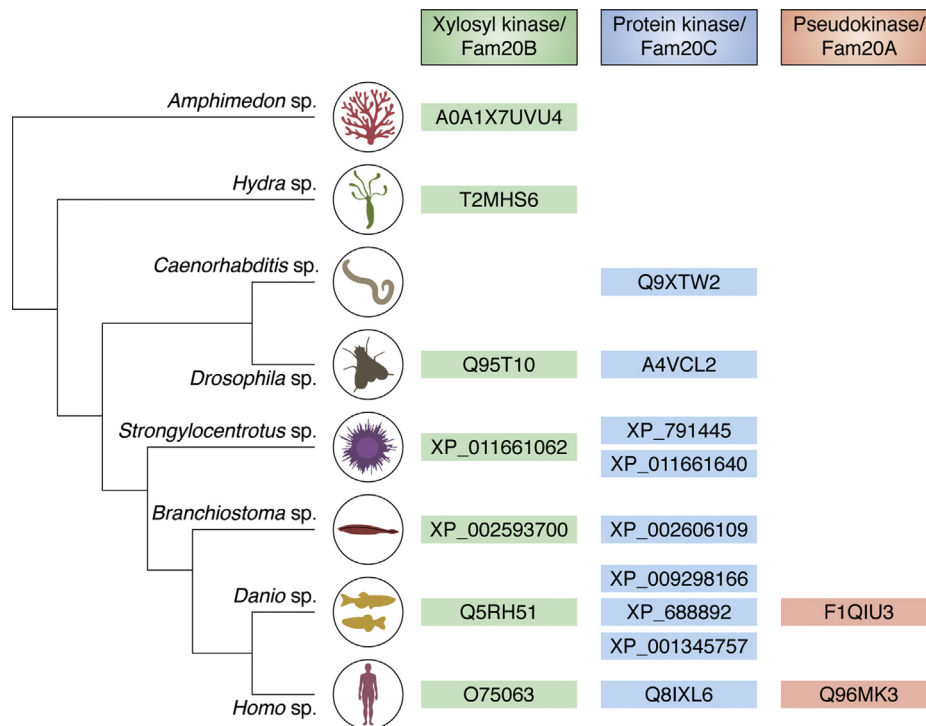 Xylosyl kinase/
Fam20B
Protein kinase/
Fam20C
Pseudokinase/
Fam20A
Amphimedon sp.
A0A1X7UVU4
Hydra sp.
T2MHS6
Caenorhabditis sp.
Q9XTW2
Drosophila sp.
Q95T10
A4VCL2
Strongylocentrotus sp.
XP_011661062
XP_791445
XP_011661640
Branchiostoma sp.
XP_002593700
XP_002606109
Danio sp.
Q5RH51
XP_009298166
XP_688892
XP_001345757
F1QIU3
Homo sp.
O75063
Q8IXL6
Q96MK3